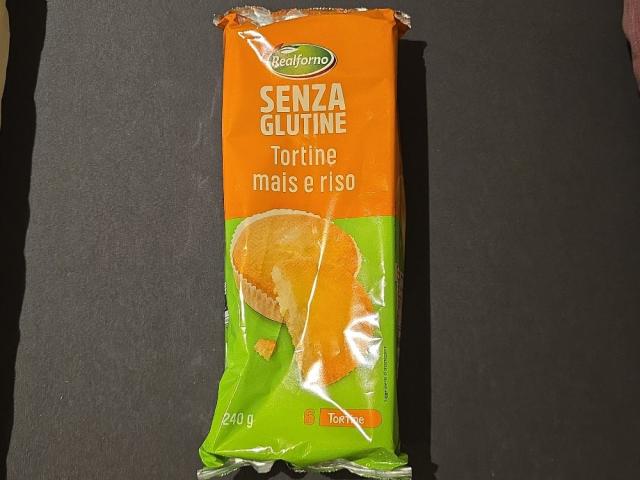 Realforno
SENZA
GLUTINE
Tortine
mais e riso
240 g
6 TORTine